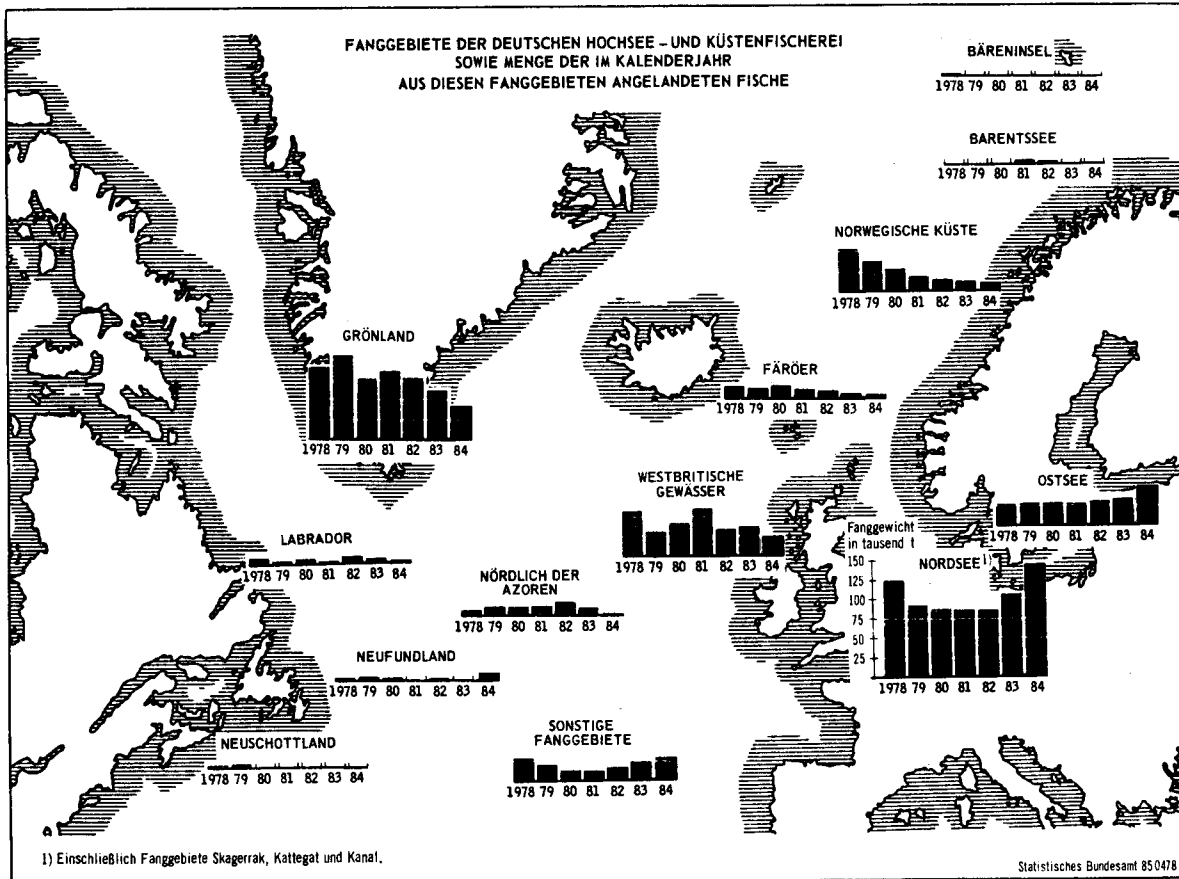 FANGGEBIETE DER DEUTSCHEN HOCHSEE – UND KÜSTENFISCHEREI
SOWIE MENGE DER IM KALENDERJAHR
AUS DIESEN FANGGEBIETEN ANGELANDETEN FISCHE
BÄRENINSEL
1978 79 80 81 82 83 84
BARENTSSEE
1978 79 80 81 82 83 84
NORWEGISCHE KÜSTE
1978 79 80 81 82 83 84
GRÖNLAND
1978 79 80 81 82 83 84
FÄRÖER
1978 79 80 81 82 83 84
WESTBRITISCHE
GEWÄSSER
1978 79 80 81 82 83 84
OSTSEE
1978 79 80 81 82 83 84
Fanggewicht
in tausend t
NORDSEE 1)
150
125
100
75
50
25
1978 79 80 81 82 83 84
LABRADOR
1978 79 80 81 82 83 84
NÖRDLICH DER
AZOREN
1978 79 80 81 82 83 84
NEUFUNDLAND
1978 79 80 81 82 83 84
NEUSCHOTTLAND
1978 79 80 81 82 83 84
SONSTIGE
FANGGEBIETE
1978 79 80 81 82 83 84
1) Einschließlich Fanggebiete Skagerrak, Kattegat und Kanal.
Statistisches Bundesamt 850478